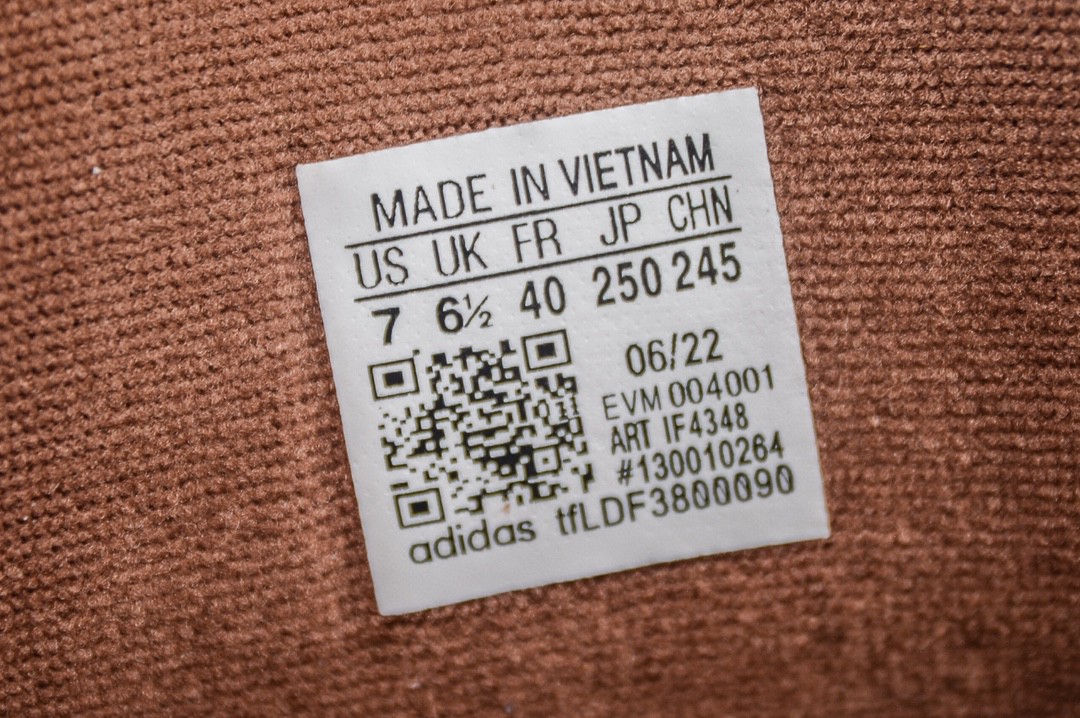 MADE IN VIETNAM
US UK FR JP CHN
7 6½ 40 250 245
06/22
EVM 004001
ART IF4348
#130010264
adidas tfLDF3800090